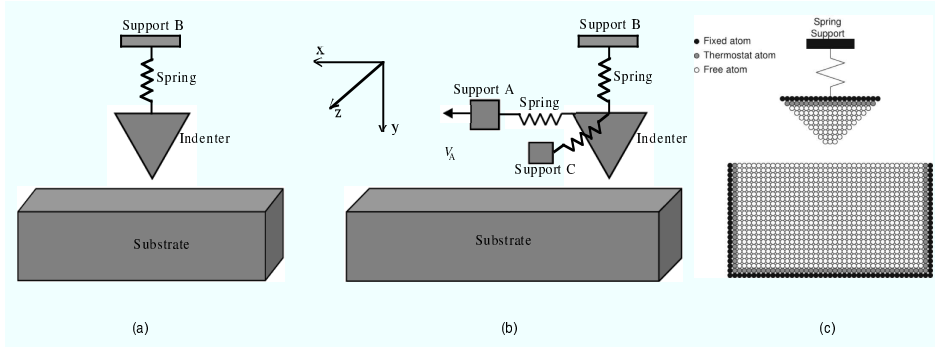 Support B
Spring
Indenter
Substrate
(a)
x
z
y
Support B
Spring
Support A
Spring
Indenter
V_A
Support C
Substrate
(b)
Spring
Support
Fixed atom
Thermostat atom
Free atom
(c)